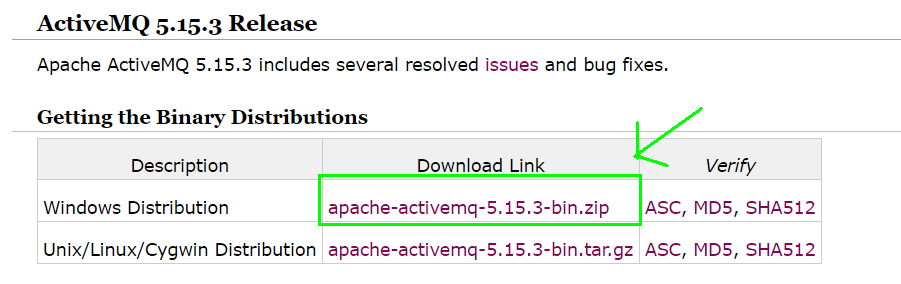 ActiveMQ 5.15.3 Release
Apache ActiveMQ 5.15.3 includes several resolved issues and bug fixes.
Getting the Binary Distributions
Description Download Link Verify
Windows Distribution apache-activemq-5.15.3-bin.zip ASC, MD5, SHA512
Unix/Linux/Cygwin Distribution apache-activemq-5.15.3-bin.tar.gz ASC, MD5, SHA512